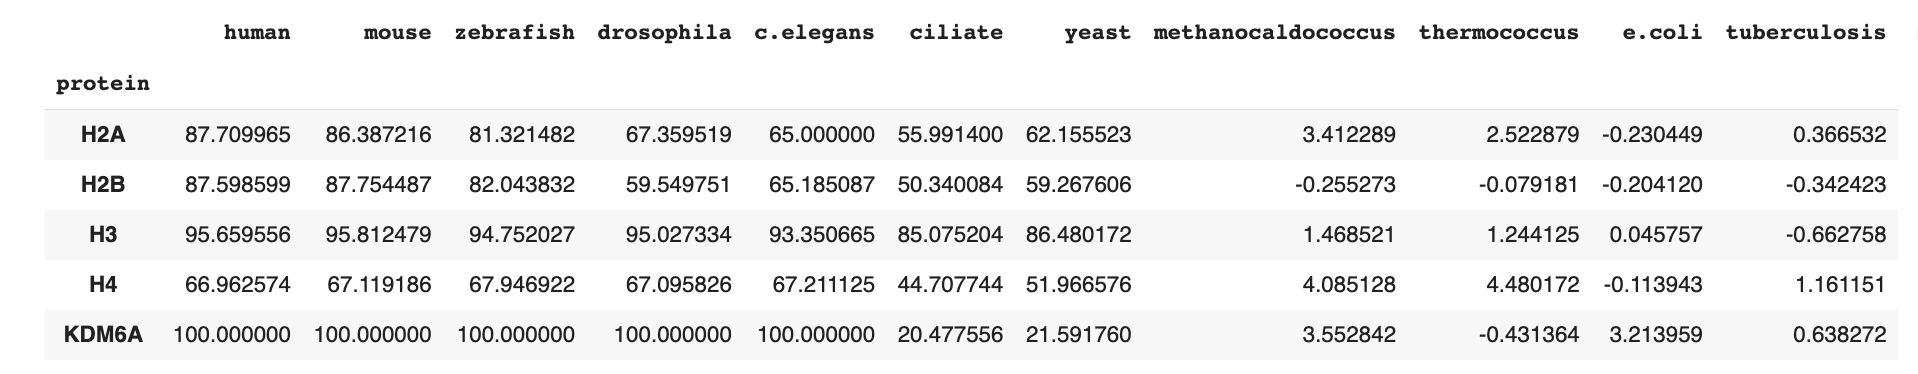 human mouse zebrafish drosophila c.elegans ciliate yeast methanocaldococcus thermococcus e.coli tuberculosis
protein
H2A 87.709965 86.387216 81.321482 67.359519 65.000000 55.991400 62.155523 3.412289 2.522879 -0.230449 0.366532
H2B 87.598599 87.754487 82.043832 59.549751 65.185087 50.340084 59.267606 -0.255273 -0.079181 -0.204120 -0.342423
H3 95.659556 95.812479 94.752027 95.027334 93.350665 85.075204 86.480172 1.468521 1.244125 0.045757 -0.662758
H4 66.962574 67.119186 67.946922 67.095826 67.211125 44.707744 51.966576 4.085128 4.480172 -0.113943 1.161151
KDM6A 100.000000 100.000000 100.000000 100.000000 100.000000 20.477556 21.591760 3.552842 -0.431364 3.213959 0.638272